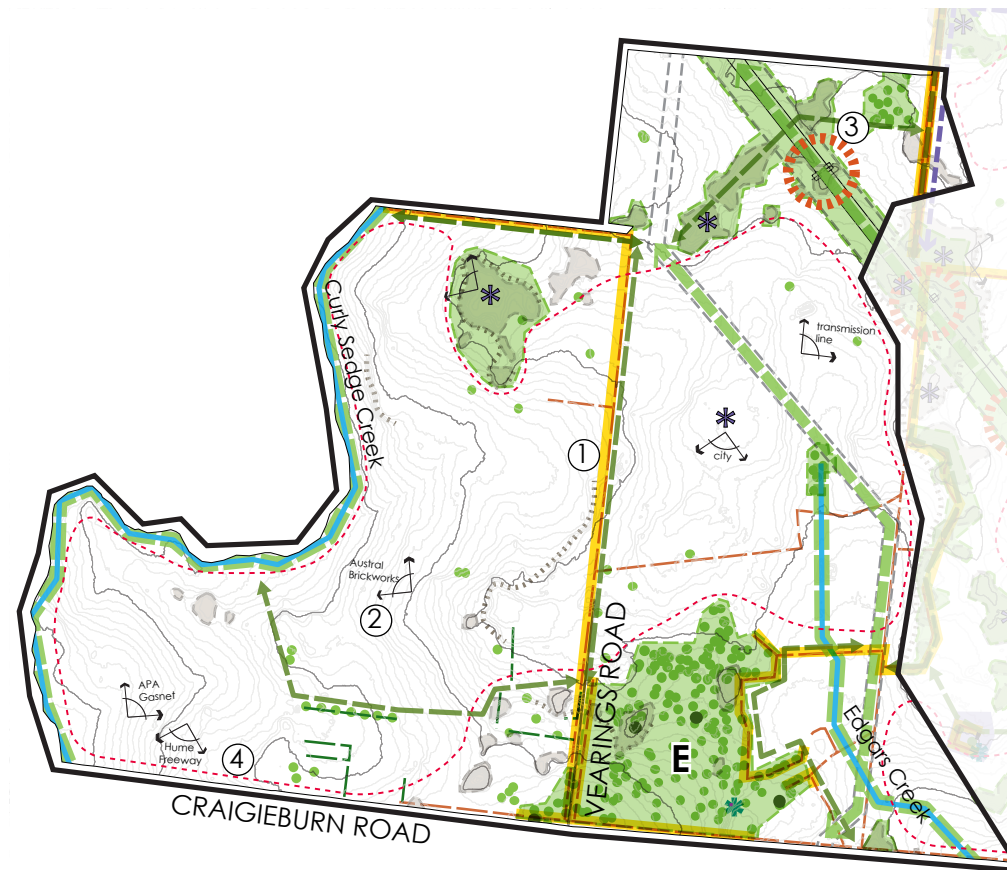 3
Curly Sedge Creek
transmission
line
1
city
Austral
Brickworks
2
VEARINGS ROAD
APA
Gasnet
Hume
Freeway
4
E
Edgars Creek
CRAIGIEBURN ROAD